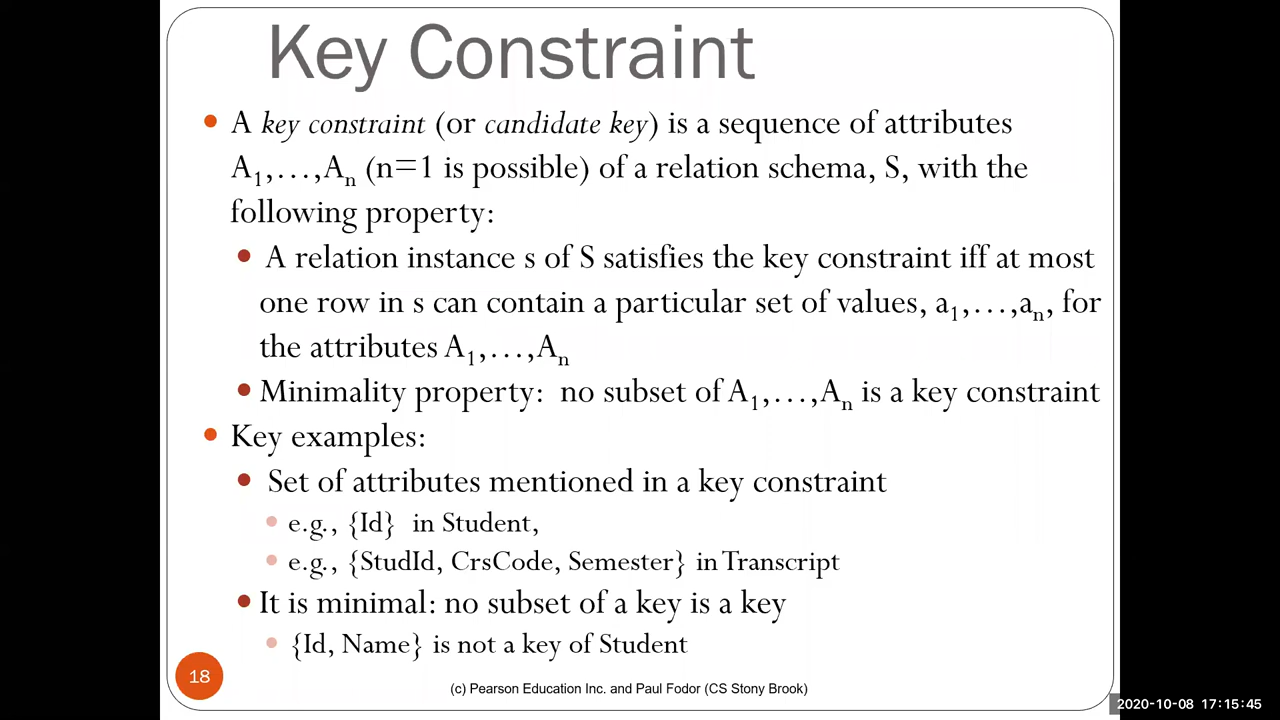 Key Constraint
• A key constraint (or candidate key) is a sequence of attributes
A₁,…,Aₙ (n=1 is possible) of a relation schema, S, with the
following property:
• A relation instance s of S satisfies the key constraint iff at most
one row in s can contain a particular set of values, a₁,…,aₙ, for
the attributes A₁,…,Aₙ
• Minimality property: no subset of A₁,…,Aₙ is a key constraint
• Key examples:
• Set of attributes mentioned in a key constraint
• e.g., {Id} in Student,
• e.g., {StudId, CrsCode, Semester} in Transcript
• It is minimal: no subset of a key is a key
• {Id, Name} is not a key of Student
18
(c) Pearson Education Inc. and Paul Fodor (CS Stony Brook)
2020-10-08 17:15:45